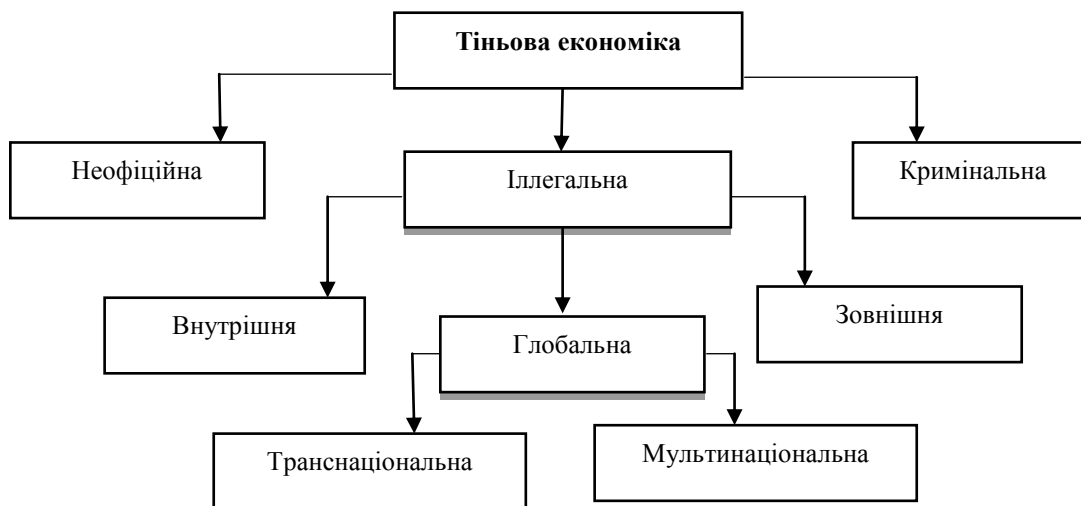 Тіньова економіка
Неофіційна
Іллегальна
Кримінальна
Внутрішня
Глобальна
Зовнішня
Транснаціональна
Мультинаціональна